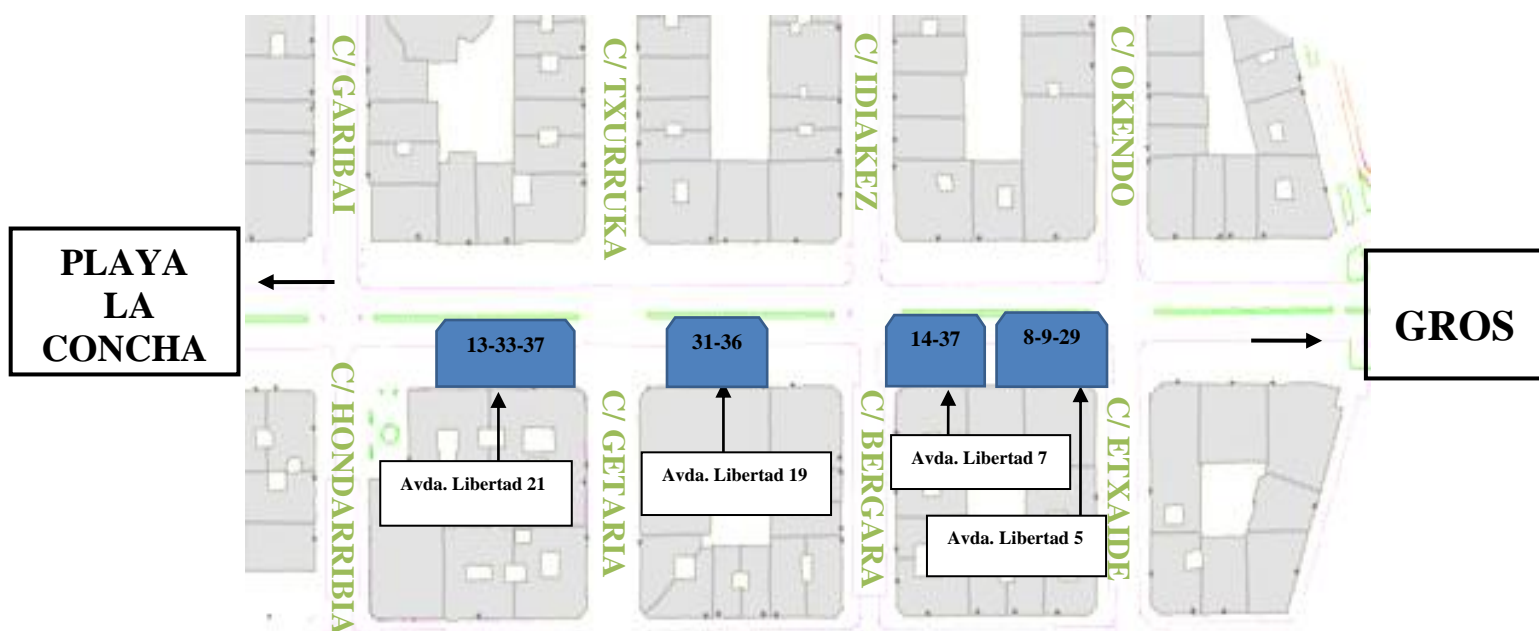 C/ GARIBAI
C/ TXURRUKA
C/ IDIAKEZ
C/ OKENDO
PLAYA
LA
CONCHA
GROS
13-33-37
31-36
14-37
8-9-29
C/ HONDARRIBIA
C/ GETARIA
C/ BERGARA
C/ ETXAIDE
Avda. Libertad 21
Avda. Libertad 19
Avda. Libertad 7
Avda. Libertad 5